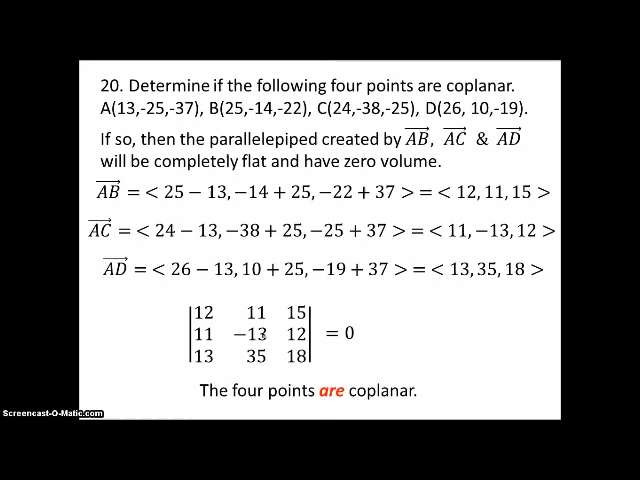 20. Determine if the following four points are coplanar.
A(13,-25,-37), B(25,-14,-22), C(24,-38,-25), D(26, 10,-19).
If so, then the parallelepiped created by AB⃗, AC⃗ & AD⃗
will be completely flat and have zero volume.
AB⃗ = < 25 − 13, −14 + 25, −22 + 37 > = < 12, 11, 15 >
AC⃗ = < 24 − 13, −38 + 25, −25 + 37 > = < 11, −13, 12 >
AD⃗ = < 26 − 13, 10 + 25, −19 + 37 > = < 13, 35, 18 >
|12 11 15|
|11 −13 12| = 0
|13 35 18|
The four points are coplanar.
Screencast-O-Matic.com